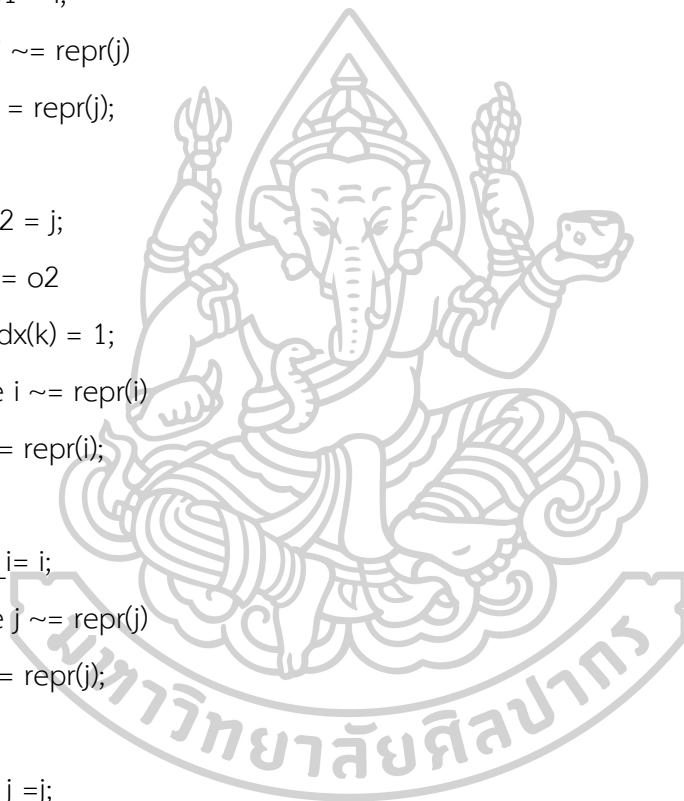 ~= repr(j)
= repr(j);
2 = j;
= o2
dx(k) = 1;
e i ~= repr(i)
= repr(i);
_i= i;
e j ~= repr(j)
= repr(j);
j =j;
มหาวิทยาลัยศิลปากร